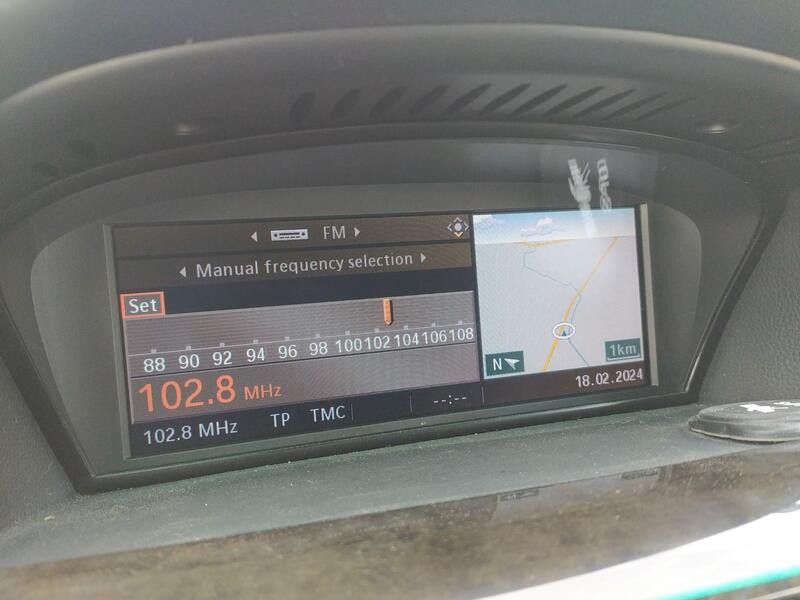 FM
Manual frequency selection
Set
88 90 92 94 96 98 100 102 104 106 108
102.8 MHz
102.8 MHz TP TMC --:--
N
1km
18.02.2024